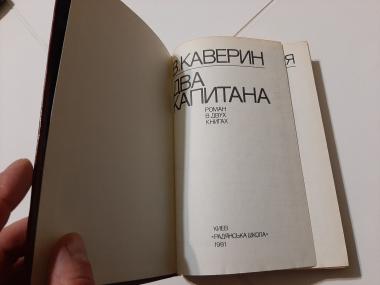 В. КАВЕРИН
ДВА
КАПИТАНА
РОМАН
В ДВУХ
КНИГАХ
Я
КИЕВ
«РАДЯНСЬКА ШКОЛА»
1981